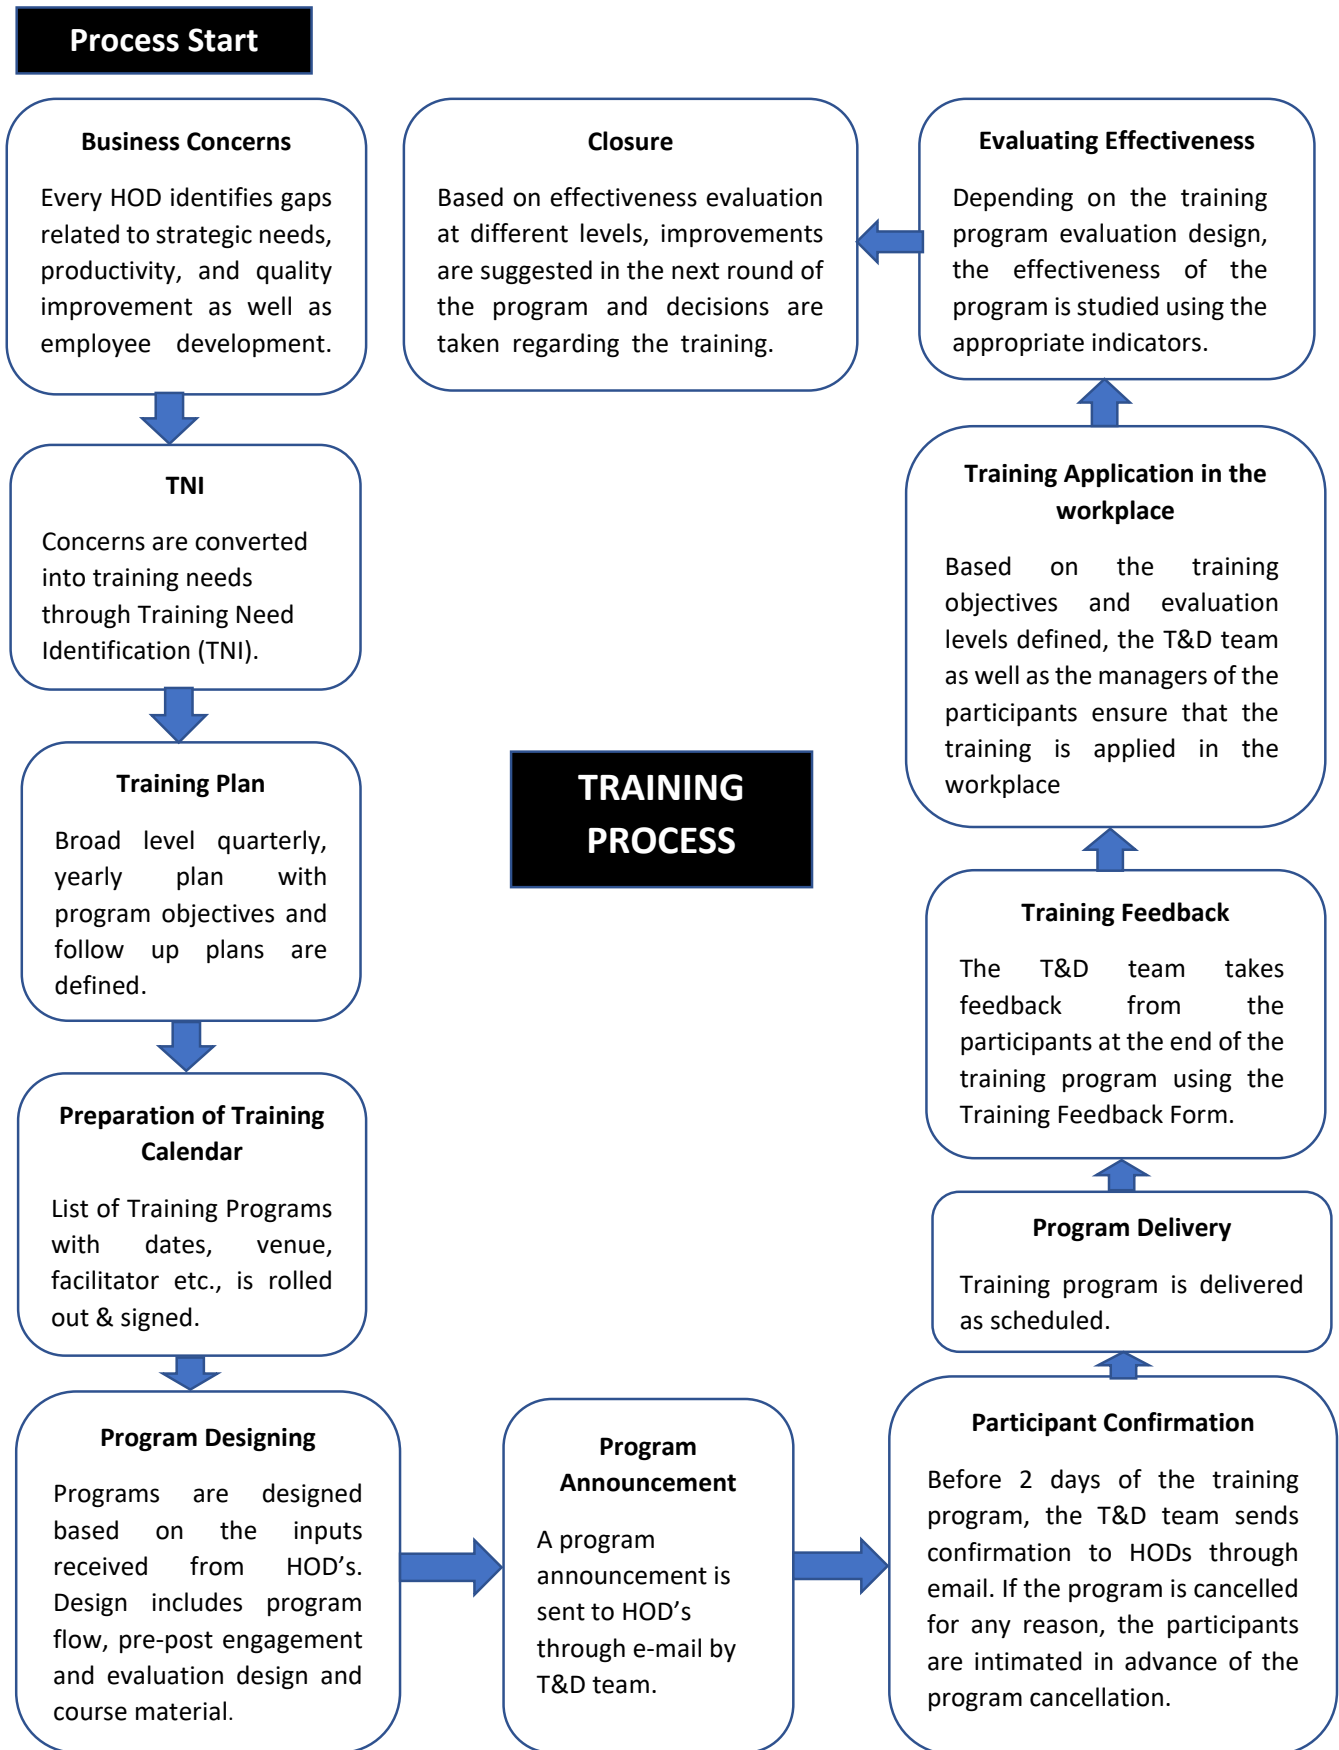 Process Start
Business Concerns
Every HOD identifies gaps
related to strategic needs,
productivity, and quality
improvement as well as
employee development.
TNI
Concerns are converted
into training needs
through Training Need
Identification (TNI).
Training Plan
Broad level quarterly,
yearly plan with
program objectives and
follow up plans are
defined.
Preparation of Training
Calendar
List of Training Programs
with dates, venue,
facilitator etc., is rolled
out & signed.
Program Designing
Programs are designed
based on the inputs
received from HOD's.
Design includes program
flow, pre-post engagement
and evaluation design and
course material.
Program
Announcement
A program
announcement is
sent to HOD's
through e-mail by
T&D team.
Participant Confirmation
Before 2 days of the training
program, the T&D team sends
confirmation to HODs through
email. If the program is cancelled
for any reason, the participants
are intimated in advance of the
program cancellation.
Program Delivery
Training program is delivered
as scheduled.
Training Feedback
The T&D team takes
feedback from the
participants at the end of the
training program using the
Training Feedback Form.
Training Application in the
workplace
Based on the training
objectives and evaluation
levels defined, the T&D team
as well as the managers of the
participants ensure that the
training is applied in the
workplace
Evaluating Effectiveness
Depending on the training
program evaluation design,
the effectiveness of the
program is studied using the
appropriate indicators.
Closure
Based on effectiveness evaluation
at different levels, improvements
are suggested in the next round of
the program and decisions are
taken regarding the training.
TRAINING
PROCESS